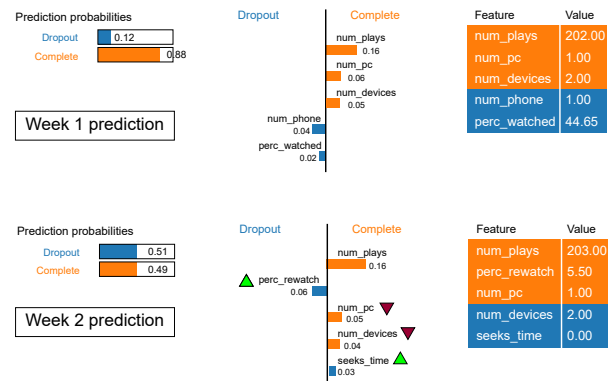 Prediction probabilities
Dropout 0.12
Complete 0.88
Week 1 prediction
Dropout Complete
num_plays
0.16
num_pc
0.06
num_devices
0.05
num_phone
0.04
perc_watched
0.02
Feature Value
num_plays 202.00
num_pc 1.00
num_devices 2.00
num_phone 1.00
perc_watched 44.65
Prediction probabilities
Dropout 0.51
Complete 0.49
Week 2 prediction
Dropout Complete
num_plays
0.16
perc_rewatch
0.06
num_pc
0.05
num_devices
0.04
seeks_time
0.03
Feature Value
num_plays 203.00
perc_rewatch 5.50
num_pc 1.00
num_devices 2.00
seeks_time 0.00